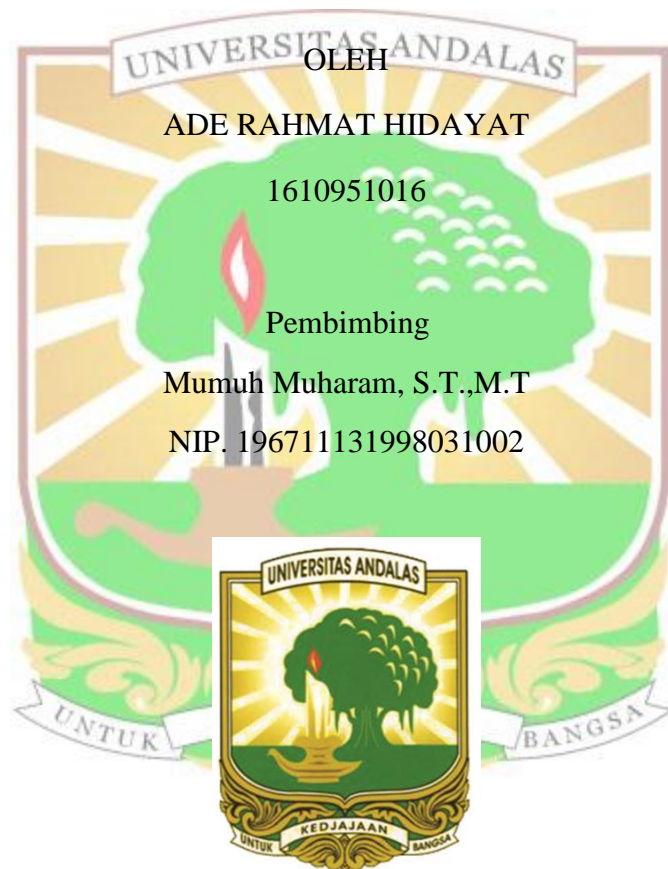 UNIVERSITAS ANDALAS
OLEH
ADE RAHMAT HIDAYAT
1610951016
Pembimbing
Mumuh Muharam, S.T.,M.T
NIP. 196711131998031002
UNIVERSITAS ANDALAS
UNTUK BANGSA
UNTUK KEDJAJAAN BANGSA